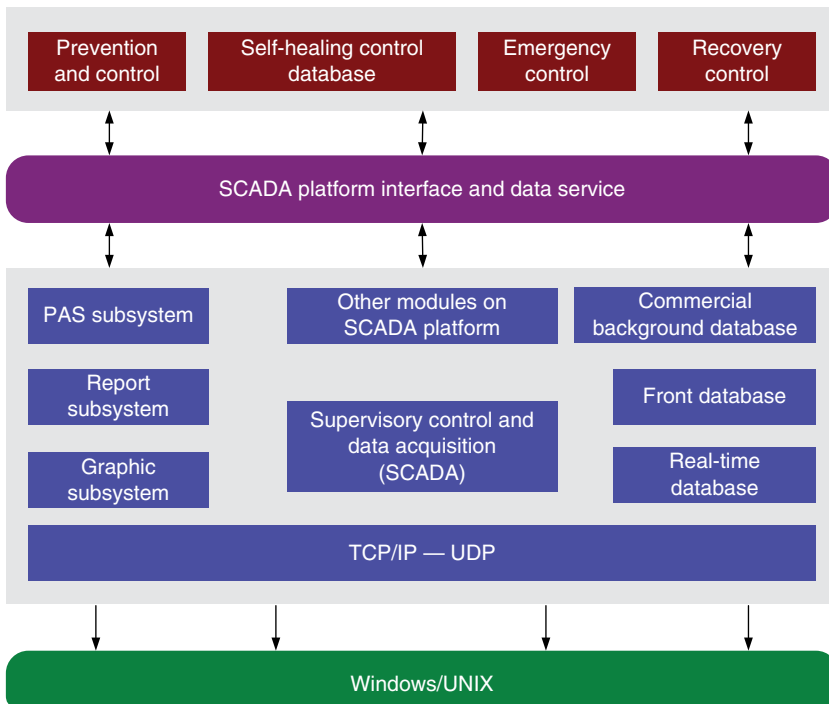 Prevention
and control
Self-healing control
database
Emergency
control
Recovery
control
SCADA platform interface and data service
PAS subsystem
Other modules on
SCADA platform
Commercial
background database
Report
subsystem
Front database
Supervisory control and
data acquisition
(SCADA)
Graphic
subsystem
Real-time
database
TCP/IP — UDP
Windows/UNIX